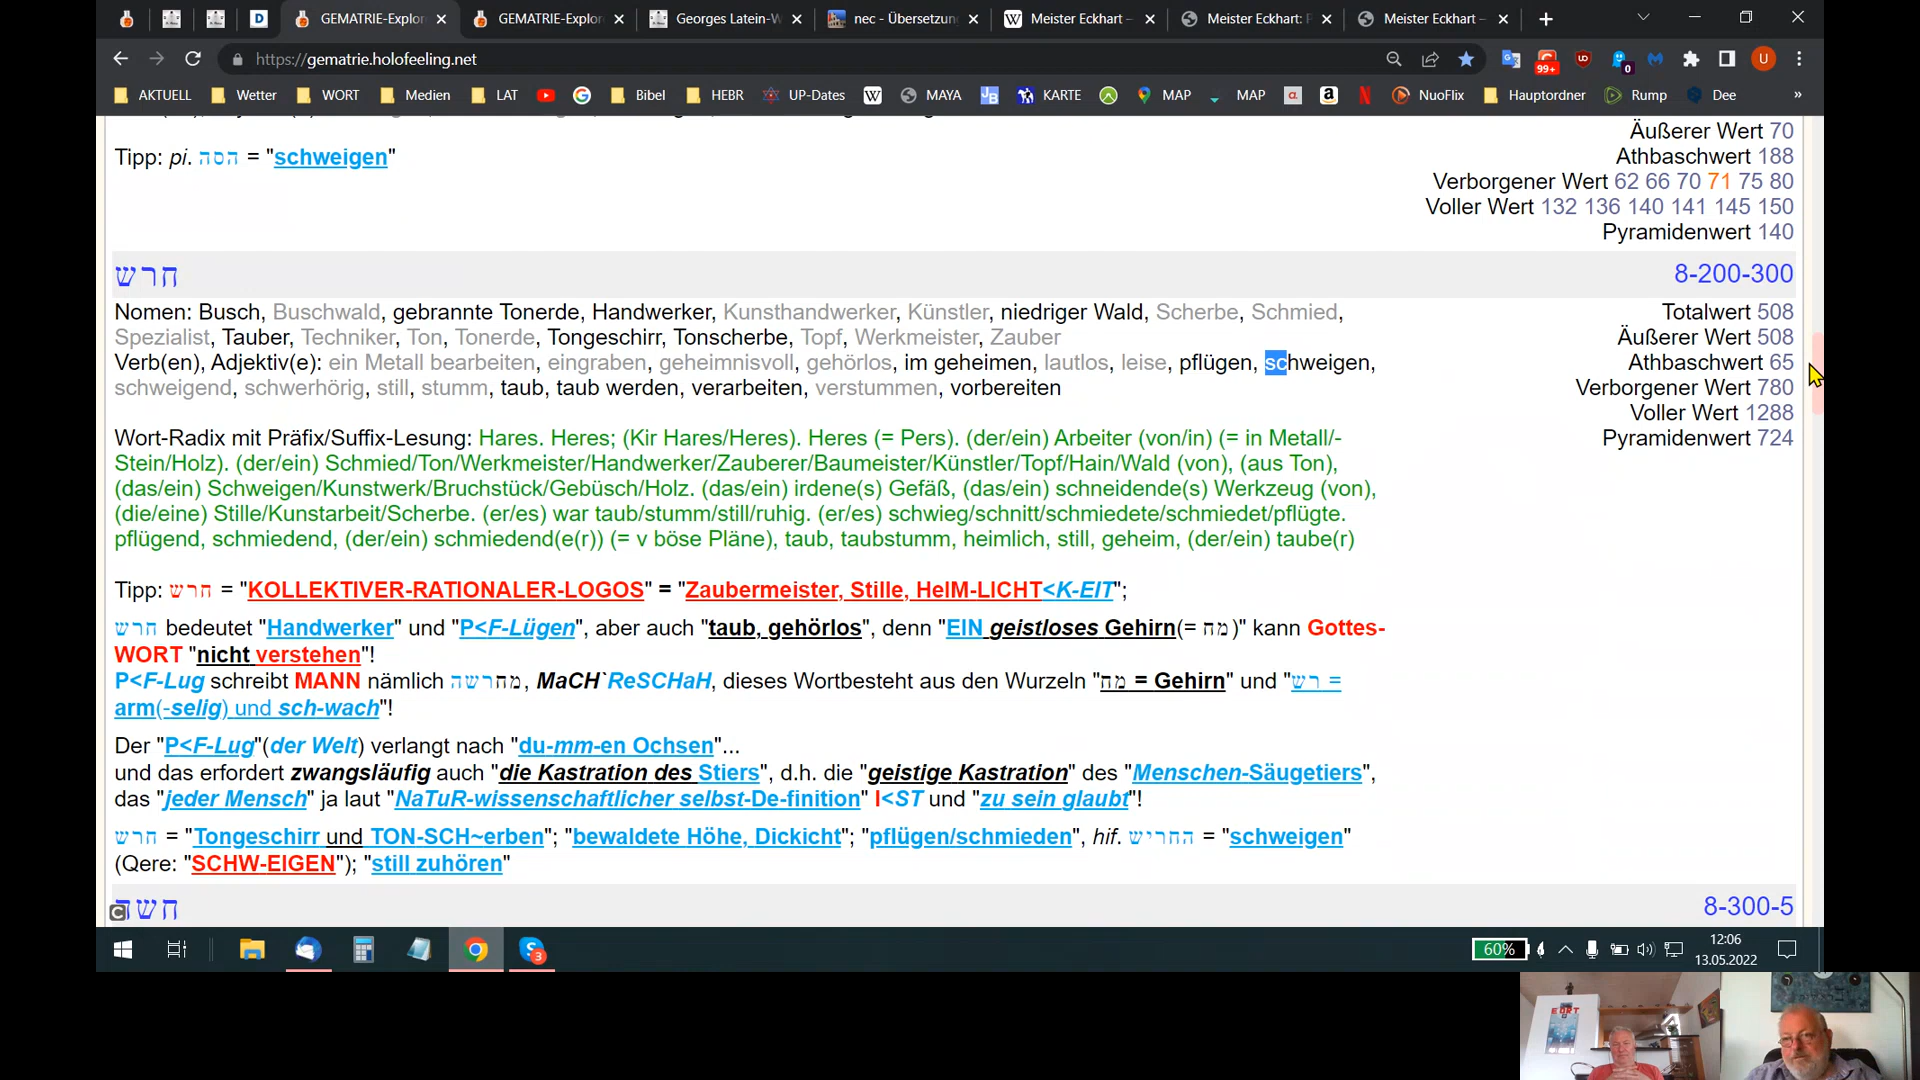 GEMATRIE-Explor
GEMATRIE-Explor
Georges Latein-W
nec - Übersetzun
Meister Eckhart –
Meister Eckhart: P
Meister Eckhart –
https://gematrie.holofeeling.net
99+
0
U
AKTUELL Wetter WORT Medien LAT Bibel HEBR UP-Dates MAYA KARTE MAP MAP NuoFlix Hauptordner Rump Dee »
Äußerer Wert 70
Tipp: pi. הסה = "schweigen"
Athbaschwert 188
Verborgener Wert 62 66 70 71 75 80
Voller Wert 132 136 140 141 145 150
Pyramidenwert 140
חרש 8-200-300
Nomen: Busch, Buschwald, gebrannte Tonerde, Handwerker, Kunsthandwerker, Künstler, niedriger Wald, Scherbe, Schmied,
Spezialist, Tauber, Techniker, Ton, Tonerde, Tongeschirr, Tonscherbe, Topf, Werkmeister, Zauber
Verb(en), Adjektiv(e): ein Metall bearbeiten, eingraben, geheimnisvoll, gehörlos, im geheimen, lautlos, leise, pflügen, schweigen,
schweigend, schwerhörig, still, stumm, taub, taub werden, verarbeiten, verstummen, vorbereiten
Totalwert 508
Äußerer Wert 508
Athbaschwert 65
Verborgener Wert 780
Voller Wert 1288
Pyramidenwert 724
Wort-Radix mit Präfix/Suffix-Lesung: Hares. Heres; (Kir Hares/Heres). Heres (= Pers). (der/ein) Arbeiter (von/in) (= in Metall/-
Stein/Holz). (der/ein) Schmied/Ton/Werkmeister/Handwerker/Zauberer/Baumeister/Künstler/Topf/Hain/Wald (von), (aus Ton),
(das/ein) Schweigen/Kunstwerk/Bruchstück/Gebüsch/Holz. (das/ein) irdene(s) Gefäß, (das/ein) schneidende(s) Werkzeug (von),
(die/eine) Stille/Kunstarbeit/Scherbe. (er/es) war taub/stumm/still/ruhig. (er/es) schwieg/schnitt/schmiedete/schmiedet/pflügte.
pflügend, schmiedend, (der/ein) schmiedend(e(r)) (= v böse Pläne), taub, taubstumm, heimlich, still, geheim, (der/ein) taube(r)
Tipp: חרש = "KOLLEKTIVER-RATIONALER-LOGOS" = "Zaubermeister, Stille, HeIM-LICHT<K-EIT";
חרש bedeutet "Handwerker" und "P<F-Lügen", aber auch "taub, gehörlos", denn "EIN geistloses Gehirn(= מח)" kann Gottes-
WORT "nicht verstehen"!
P<F-Lug schreibt MANN nämlich מחרשה, MaCH`ReSCHaH, dieses Wortbesteht aus den Wurzeln "מח = Gehirn" und "רש =
arm(-selig) und sch-wach"!
Der "P<F-Lug"(der Welt) verlangt nach "du-mm-en Ochsen"...
und das erfordert zwangsläufig auch "die Kastration des Stiers", d.h. die "geistige Kastration" des "Menschen-Säugetiers",
das "jeder Mensch" ja laut "NaTuR-wissenschaftlicher selbst-De-finition" I<ST und "zu sein glaubt"!
חרש = "Tongeschirr und TON-SCH~erben"; "bewaldete Höhe, Dickicht"; "pflügen/schmieden", hif. החריש = "schweigen"
(Qere: "SCHW-EIGEN"); "still zuhören"
חשה 8-300-5
60%
12:06
13.05.2022
3